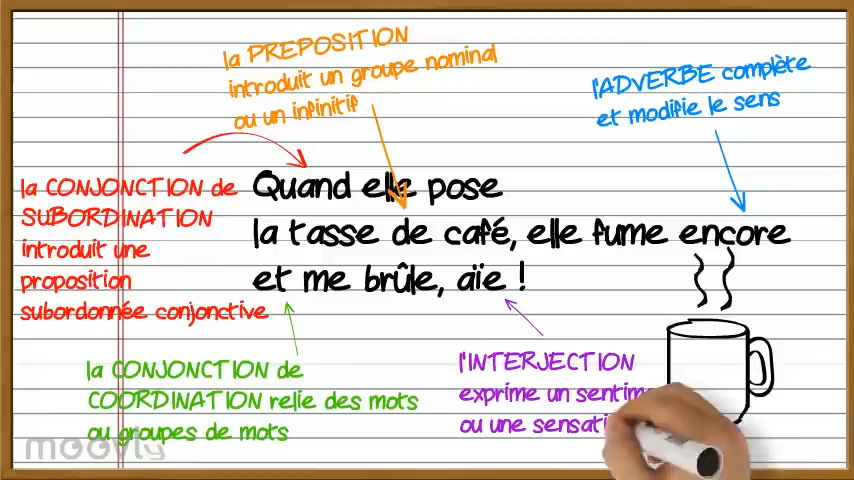 la PREPOSITION
introduit un groupe nominal
ou un infinitif
l'ADVERBE complète
et modifie le sens
la CONJONCTION de
SUBORDINATION
introduit une
proposition
subordonnée conjonctive
Quand elle pose
la tasse de café, elle fume encore
et me brûle, aïe !
la CONJONCTION de
COORDINATION relie des mots
ou groupes de mots
l'INTERJECTION
exprime un
ou une
moovly